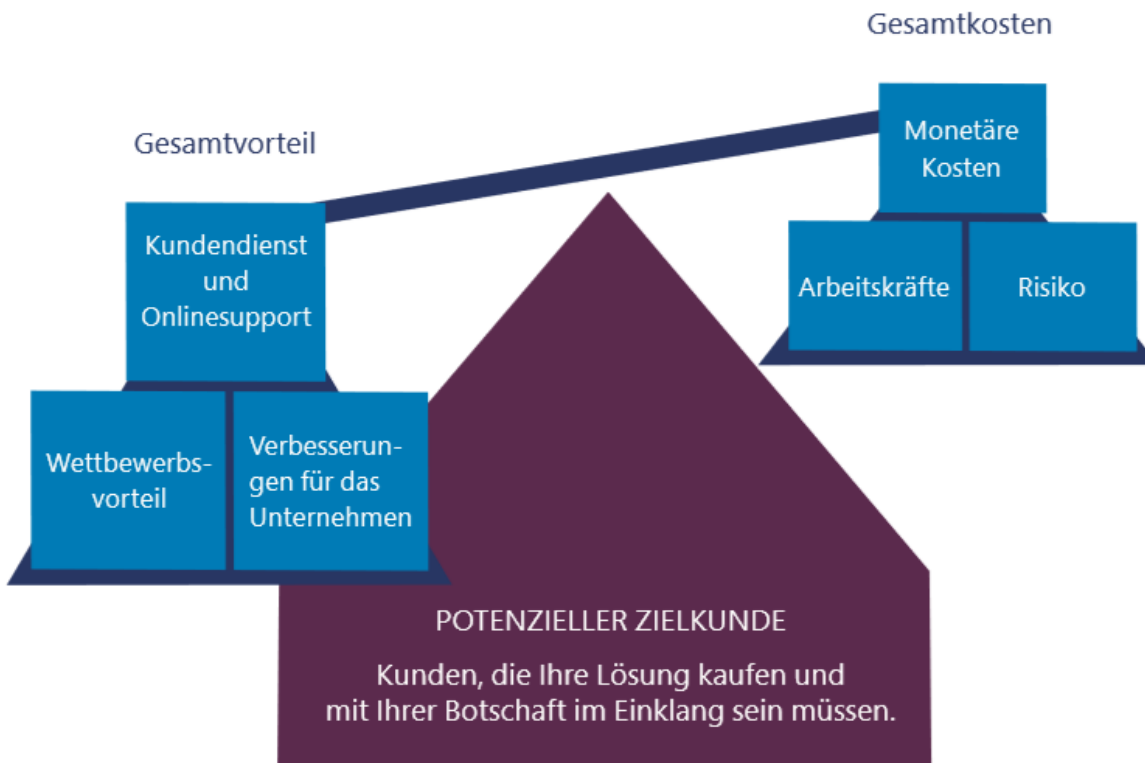 Gesamtkosten
Monetäre
Kosten
Arbeitskräfte
Risiko
Gesamtvorteil
Kundendienst
und
Onlinesupport
Wettbewerbs-
vorteil
Verbesserun-
gen für das
Unternehmen
POTENZIELLER ZIELKUNDE
Kunden, die Ihre Lösung kaufen und
mit Ihrer Botschaft im Einklang sein müssen.